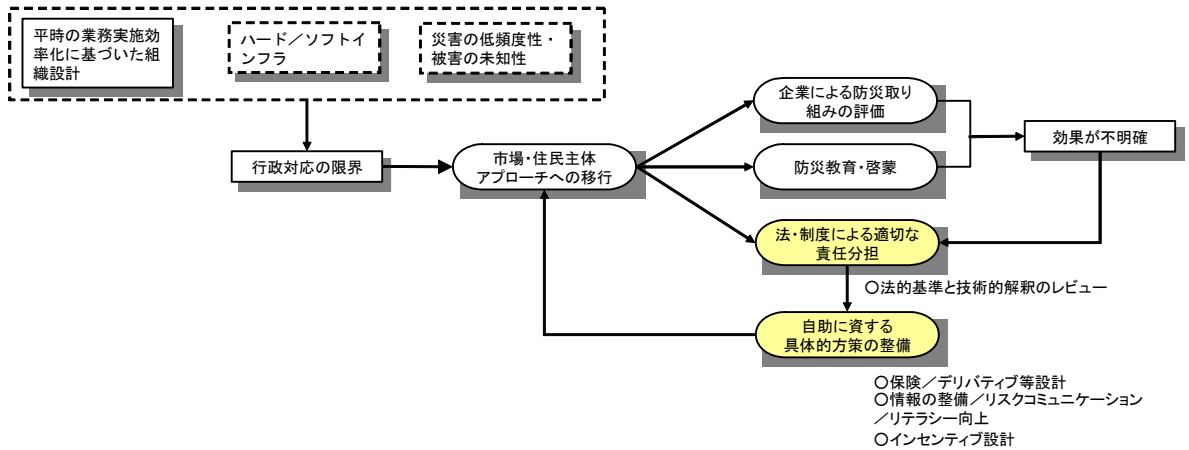 平時の業務実施効
率化に基づいた組
織設計
ハード／ソフトイ
ンフラ
災害の低頻度性・
被害の未知性
企業による防災取り
組みの評価
行政対応の限界
市場・住民主体
アプローチへの移行
防災教育・啓蒙
効果が不明確
法・制度による適切な
責任分担
○法的基準と技術的解釈のレビュー
自助に資する
具体的方策の整備
○保険／デリバティブ等設計
○情報の整備／リスクコミュニケーション
／リテラシー向上
○インセンティブ設計